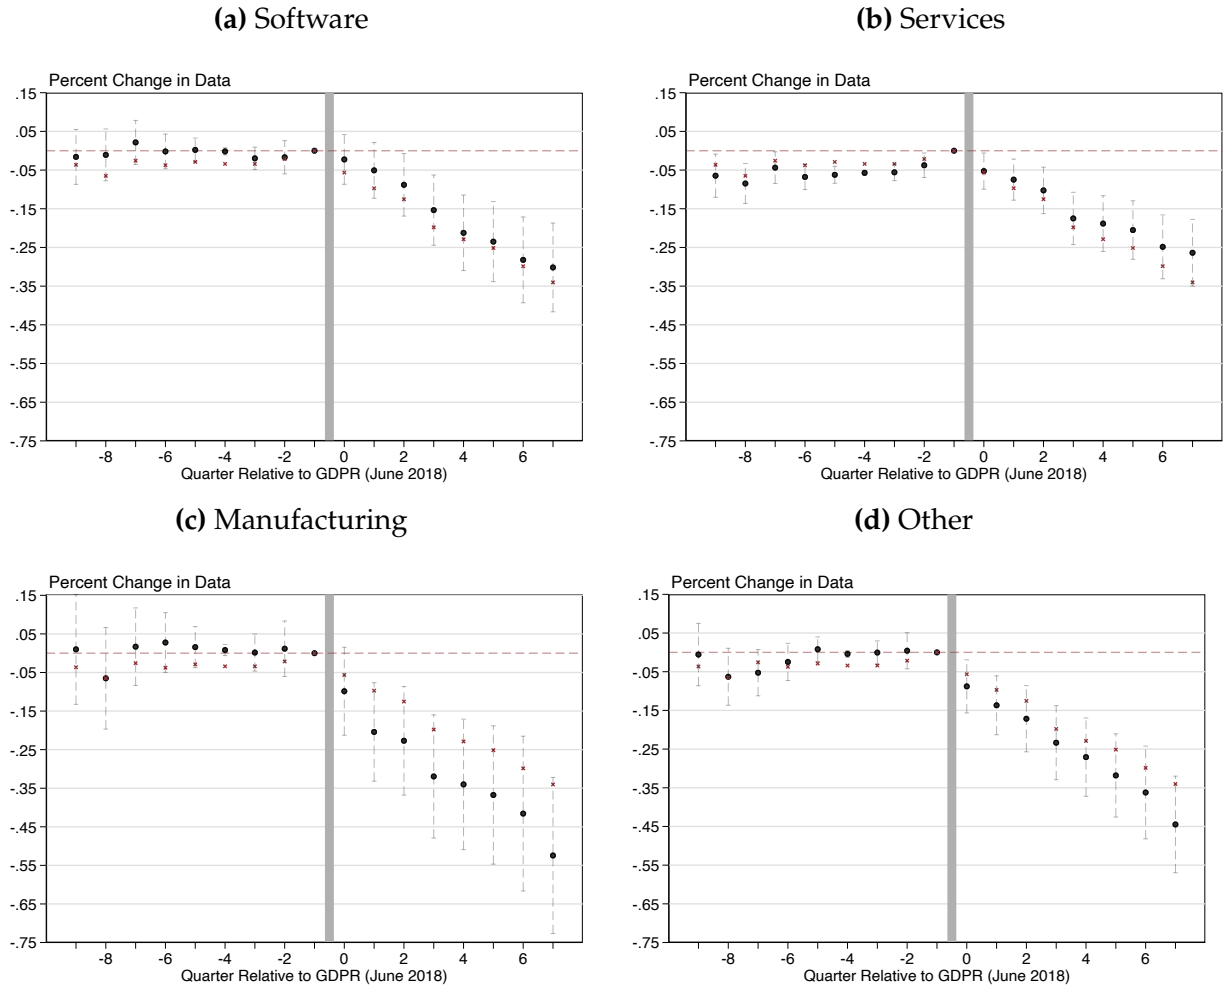 (a) Software
Percent Change in Data
.15
.05
-.05
-.15
-.25
-.35
-.45
-.55
-.65
-.75
-8 -6 -4 -2 0 2 4 6
Quarter Relative to GDPR (June 2018)
(b) Services
Percent Change in Data
.15
.05
-.05
-.15
-.25
-.35
-.45
-.55
-.65
-.75
-8 -6 -4 -2 0 2 4 6
Quarter Relative to GDPR (June 2018)
(c) Manufacturing
Percent Change in Data
.15
.05
-.05
-.15
-.25
-.35
-.45
-.55
-.65
-.75
-8 -6 -4 -2 0 2 4 6
Quarter Relative to GDPR (June 2018)
(d) Other
Percent Change in Data
.15
.05
-.05
-.15
-.25
-.35
-.45
-.55
-.65
-.75
-8 -6 -4 -2 0 2 4 6
Quarter Relative to GDPR (June 2018)